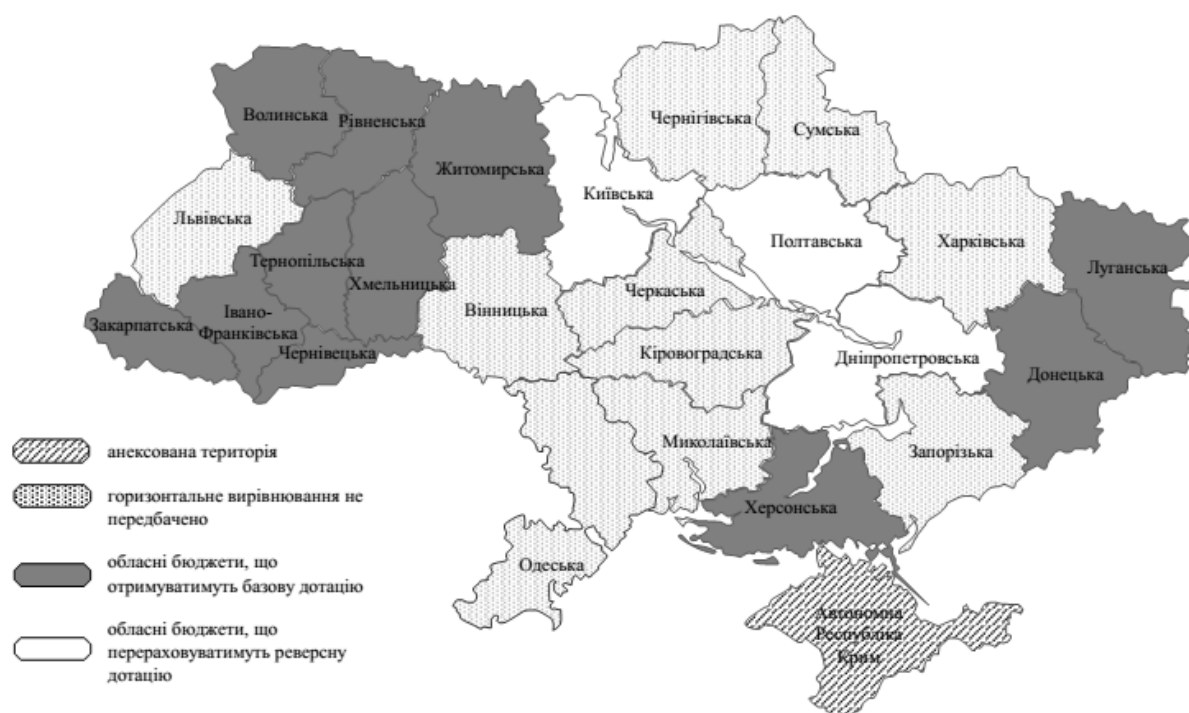 Волинська
Рівненська
Житомирська
Чернігівська
Сумська
Київська
Львівська
Полтавська
Харківська
Луганська
Тернопільська
Хмельницька
Вінницька
Черкаська
Закарпатська
Івано-
Франківська
Чернівецька
Кіровоградська
Дніпропетровська
Донецька
Миколаївська
Запорізька
Херсонська
Одеська
Автономна
Республіка
Крим
анексована територія
горизонтальне вирівнювання не
передбачено
обласні бюджети, що
отримуватимуть базову дотацію
обласні бюджети, що
перераховуватимуть реверсну
дотацію